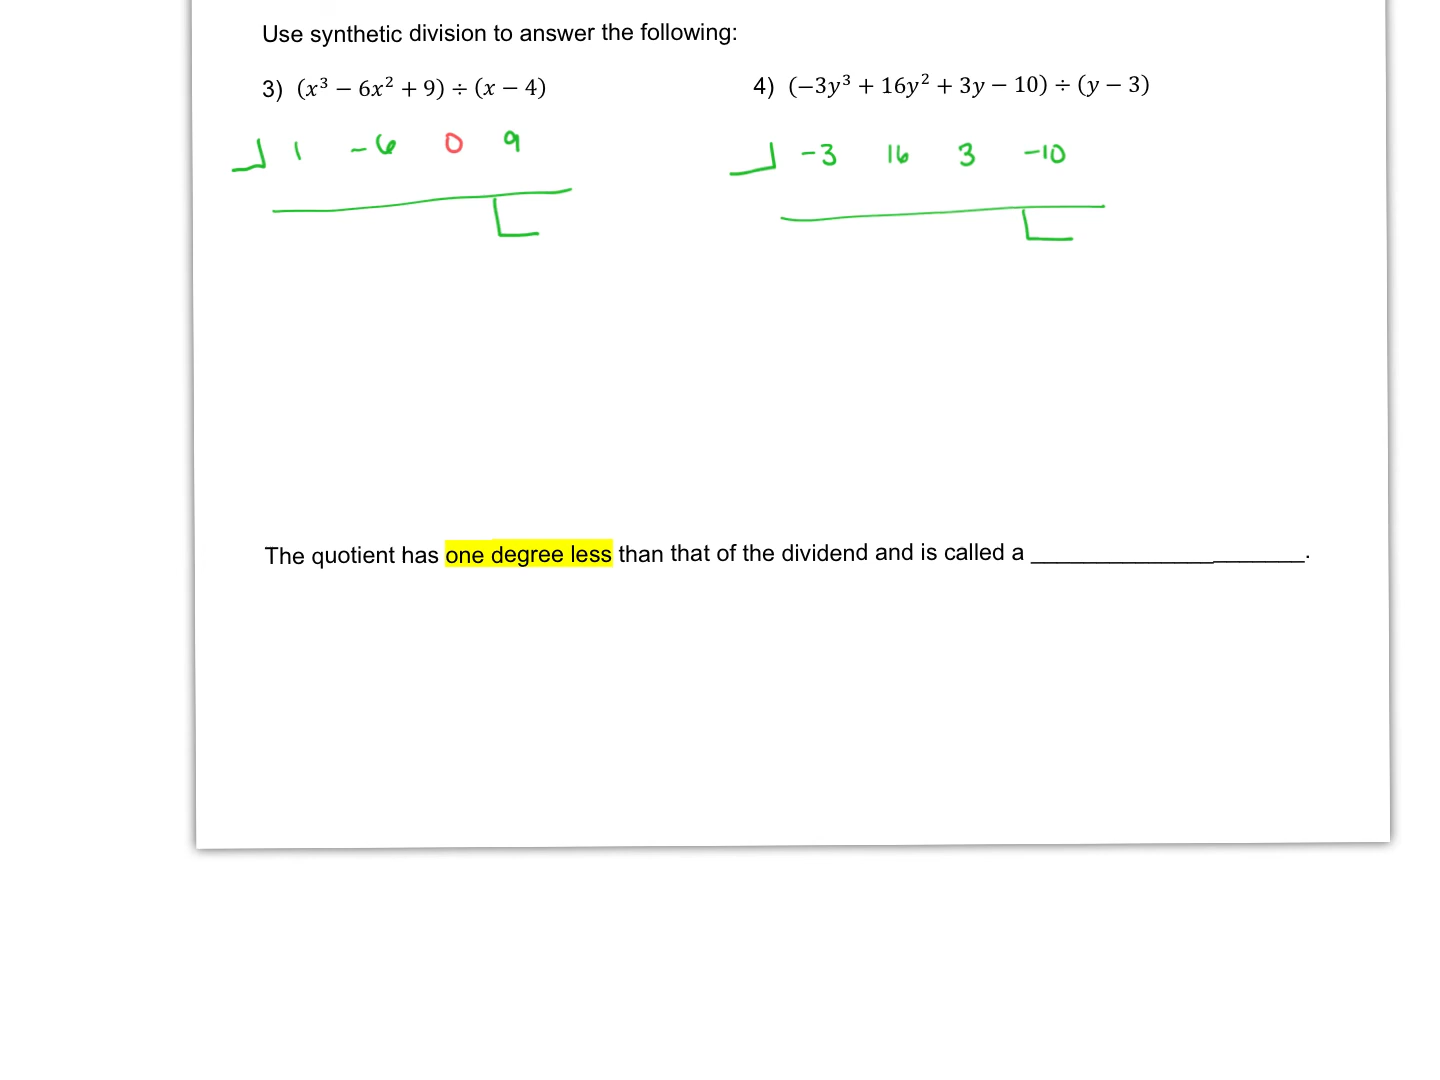 Use synthetic division to answer the following:
3) (x³ − 6x² + 9) ÷ (x − 4)
4) (−3y³ + 16y² + 3y − 10) ÷ (y − 3)
1 -6 0 9
-3 16 3 -10
The quotient has one degree less than that of the dividend and is called a ______________________.